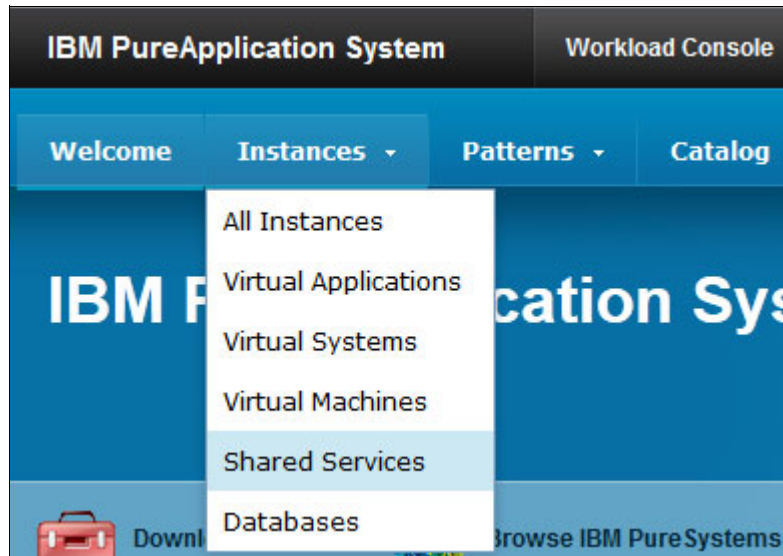 IBM PureApplication System
Workload Console
Welcome
Instances
Patterns
Catalog
All Instances
Virtual Applications
Virtual Systems
Virtual Machines
Shared Services
Databases
IBM
Browse IBM PureSystems